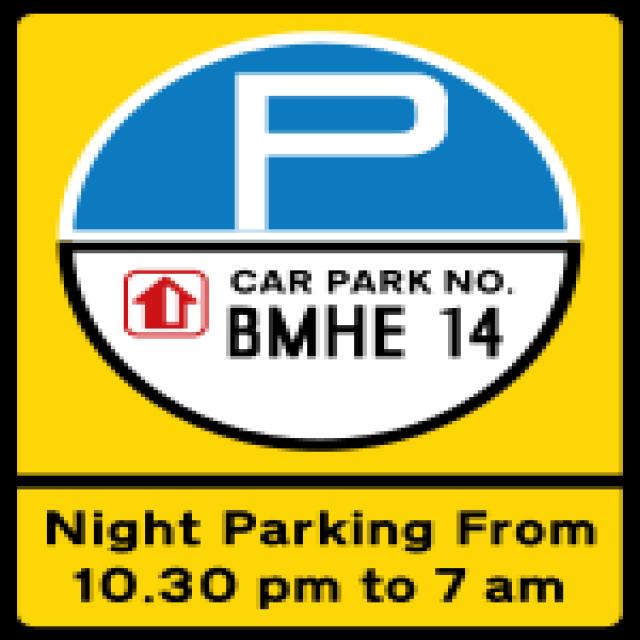 P
CAR PARK NO.
BMHE 14
Night Parking From
10.30 pm to 7 am